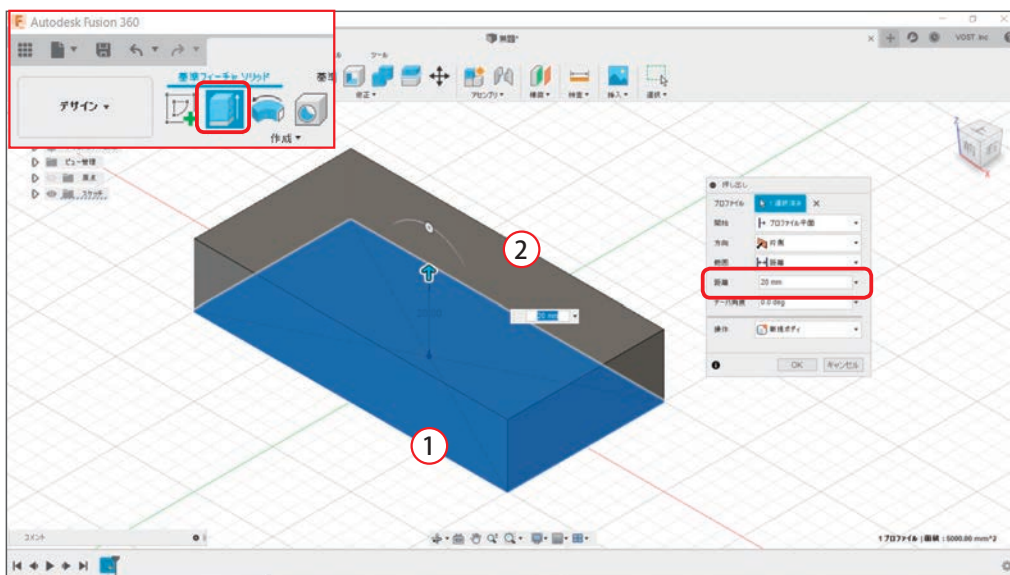 Autodesk Fusion 360
無題*
VOST Inc
基準フィーチャ ソリッド
ツール
デザイン ▾
作成 ▾
修正 ▾
アセンブリ ▾
構築 ▾
検査 ▾
挿入 ▾
選択 ▾
ビュー管理
原点
スケッチ
②
①
20.00
20 mm
押し出し
プロファイル 1 選択済み ×
開始 プロファイル平面
方向 片側
範囲 距離
距離 20 mm
テーパ角度 0.0 deg
操作 新規ボディ
OK キャンセル
Z
X
コメント
1 プロファイル | 面積 : 5000.00 mm^2